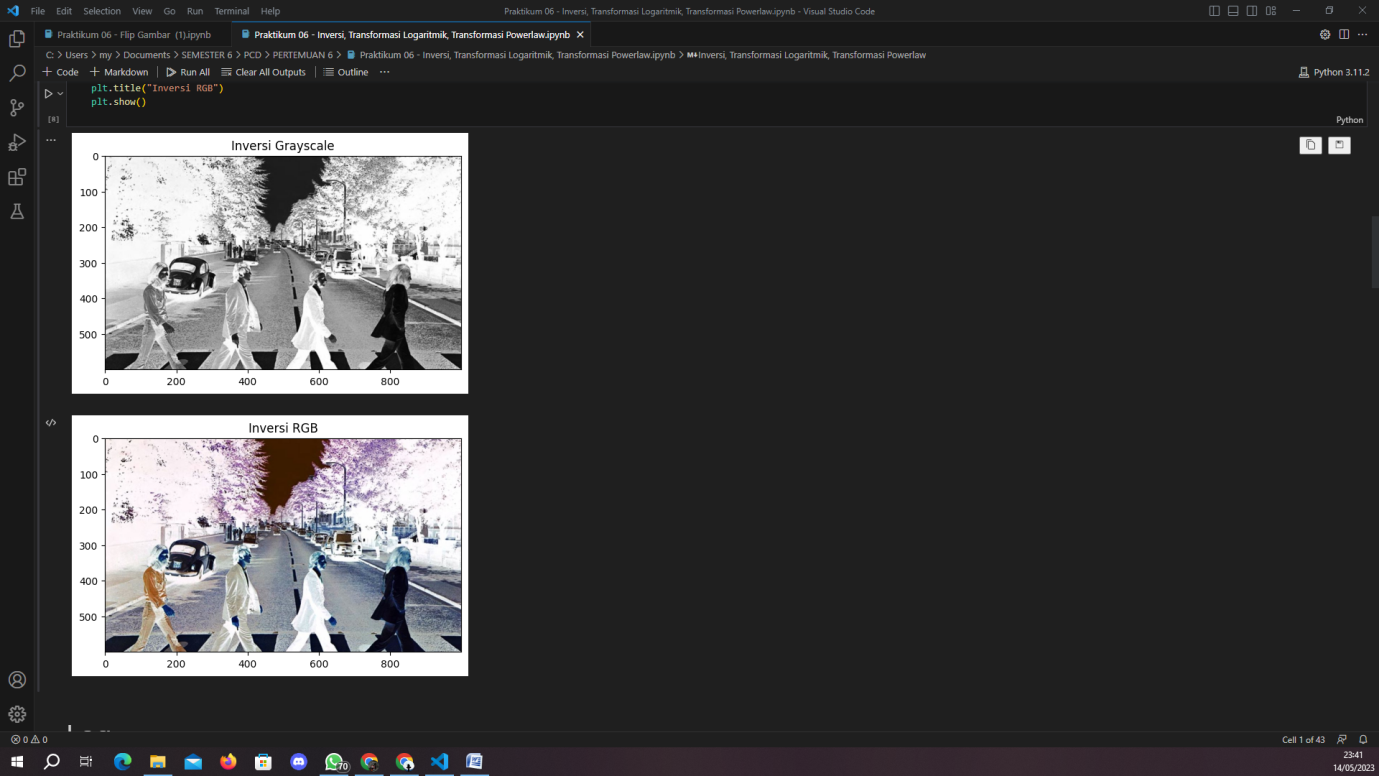 File Edit Selection View Go Run Terminal Help
Praktikum 06 - Inversi, Transformasi Logaritmik, Transformasi Powerlaw.ipynb - Visual Studio Code
Praktikum 06 - Flip Gambar (1).ipynb
Praktikum 06 - Inversi, Transformasi Logaritmik, Transformasi Powerlaw.ipynb
C: > Users > my > Documents > SEMESTER 6 > PCD > PERTEMUAN 6 > Praktikum 06 - Inversi, Transformasi Logaritmik, Transformasi Powerlaw.ipynb > M↓Inversi, Transformasi Logaritmik, Transformasi Powerlaw
+ Code + Markdown | Run All Clear All Outputs | Outline ...
Python 3.11.2
plt.title("Inversi RGB")
plt.show()
[8]
Python
Inversi Grayscale
0
100
200
300
400
500
0 200 400 600 800
Inversi RGB
0
100
200
300
400
500
0 200 400 600 800
0 0
Cell 1 of 43
70
23:41
14/05/2023